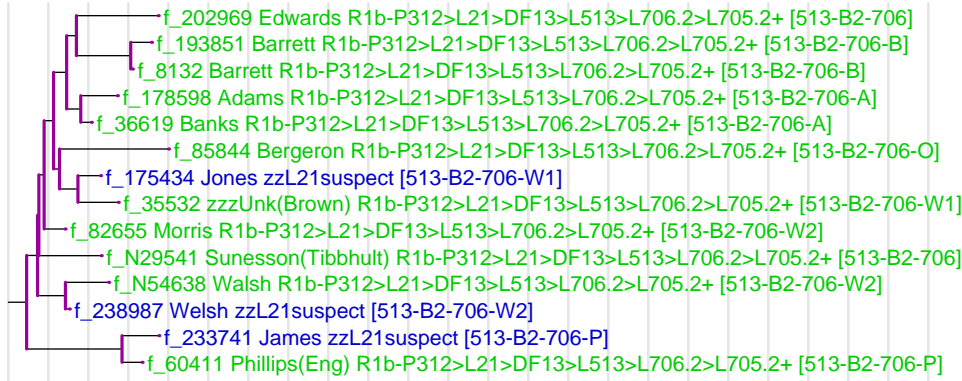 f_202969 Edwards R1b-P312>L21>DF13>L513>L706.2>L705.2+ [513-B2-706]
f_193851 Barrett R1b-P312>L21>DF13>L513>L706.2>L705.2+ [513-B2-706-B]
f_8132 Barrett R1b-P312>L21>DF13>L513>L706.2>L705.2+ [513-B2-706-B]
f_178598 Adams R1b-P312>L21>DF13>L513>L706.2>L705.2+ [513-B2-706-A]
f_36619 Banks R1b-P312>L21>DF13>L513>L706.2>L705.2+ [513-B2-706-A]
f_85844 Bergeron R1b-P312>L21>DF13>L513>L706.2>L705.2+ [513-B2-706-O]
f_175434 Jones zzL21suspect [513-B2-706-W1]
f_35532 zzzUnk(Brown) R1b-P312>L21>DF13>L513>L706.2>L705.2+ [513-B2-706-W1]
f_82655 Morris R1b-P312>L21>DF13>L513>L706.2>L705.2+ [513-B2-706-W2]
f_N29541 Sunesson(Tibbhult) R1b-P312>L21>DF13>L513>L706.2>L705.2+ [513-B2-706]
f_N54638 Walsh R1b-P312>L21>DF13>L513>L706.2>L705.2+ [513-B2-706-W2]
f_238987 Welsh zzL21suspect [513-B2-706-W2]
f_233741 James zzL21suspect [513-B2-706-P]
f_60411 Phillips(Eng) R1b-P312>L21>DF13>L513>L706.2>L705.2+ [513-B2-706-P]